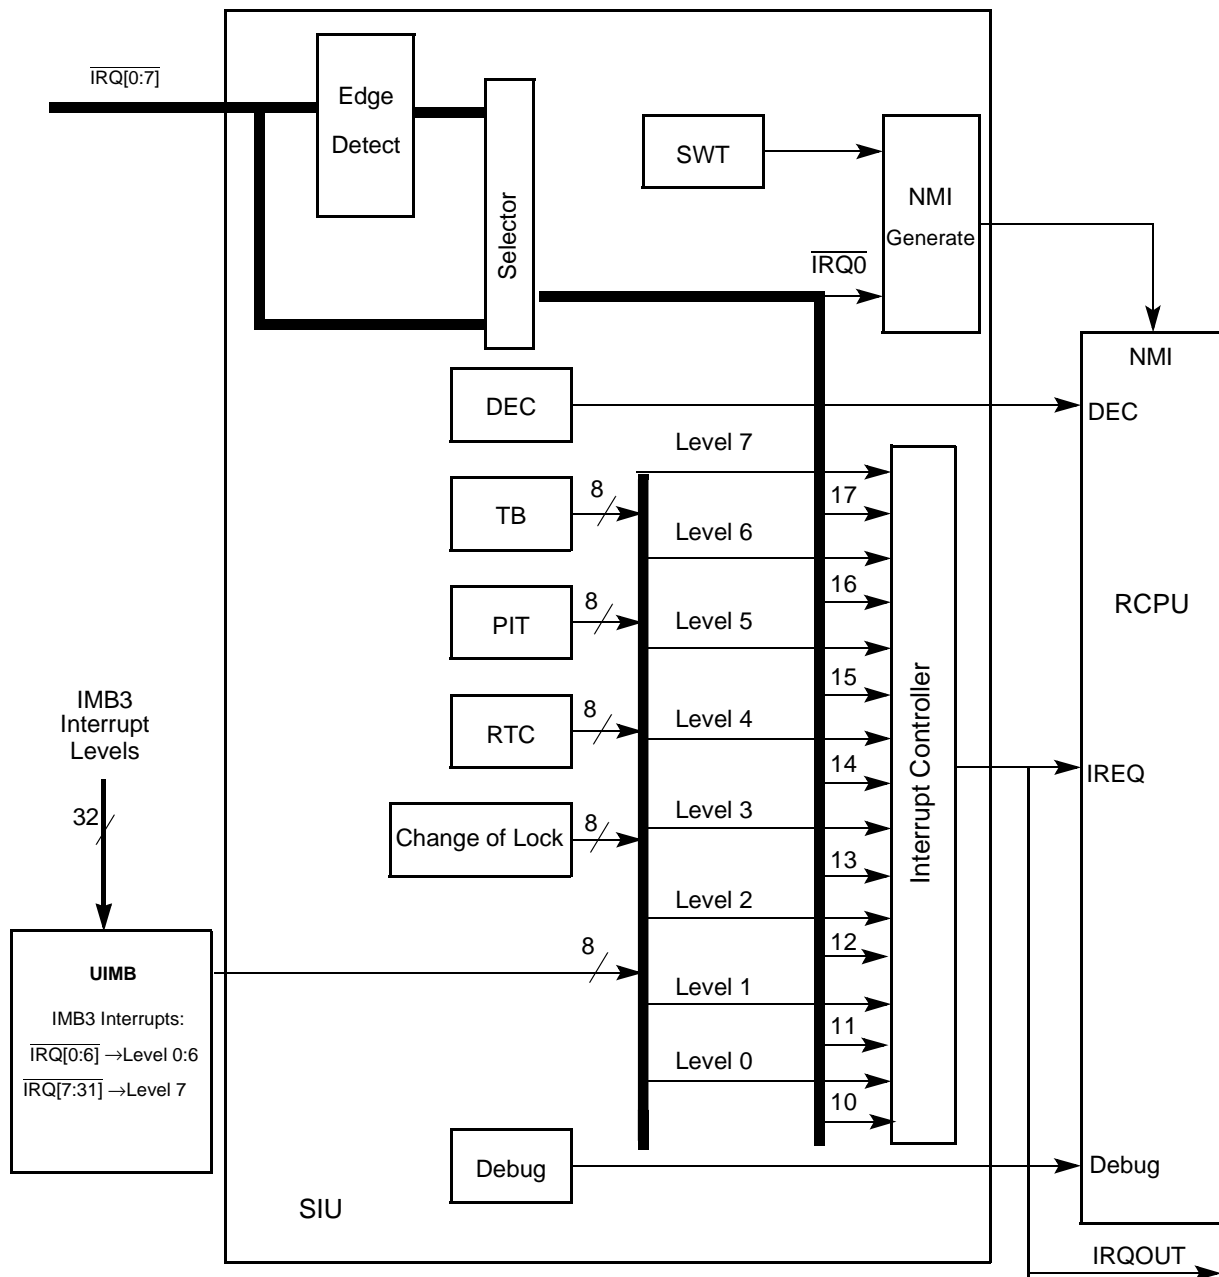 IRQ[0:7]
Edge
Detect
Selector
SWT
NMI
Generate
IRQ0
NMI
DEC
DEC
Level 7
8
TB
17
Level 6
16
8
PIT
Level 5
RCPU
15
IMB3
Interrupt
Levels
8
RTC
Level 4
14
Interrupt Controller
IREQ
32
8
Change of Lock
Level 3
13
Level 2
12
8
UIMB
Level 1
IMB3 Interrupts:
IRQ[0:6] →Level 0:6
IRQ[7:31] →Level 7
11
Level 0
10
Debug
Debug
SIU
IRQOUT